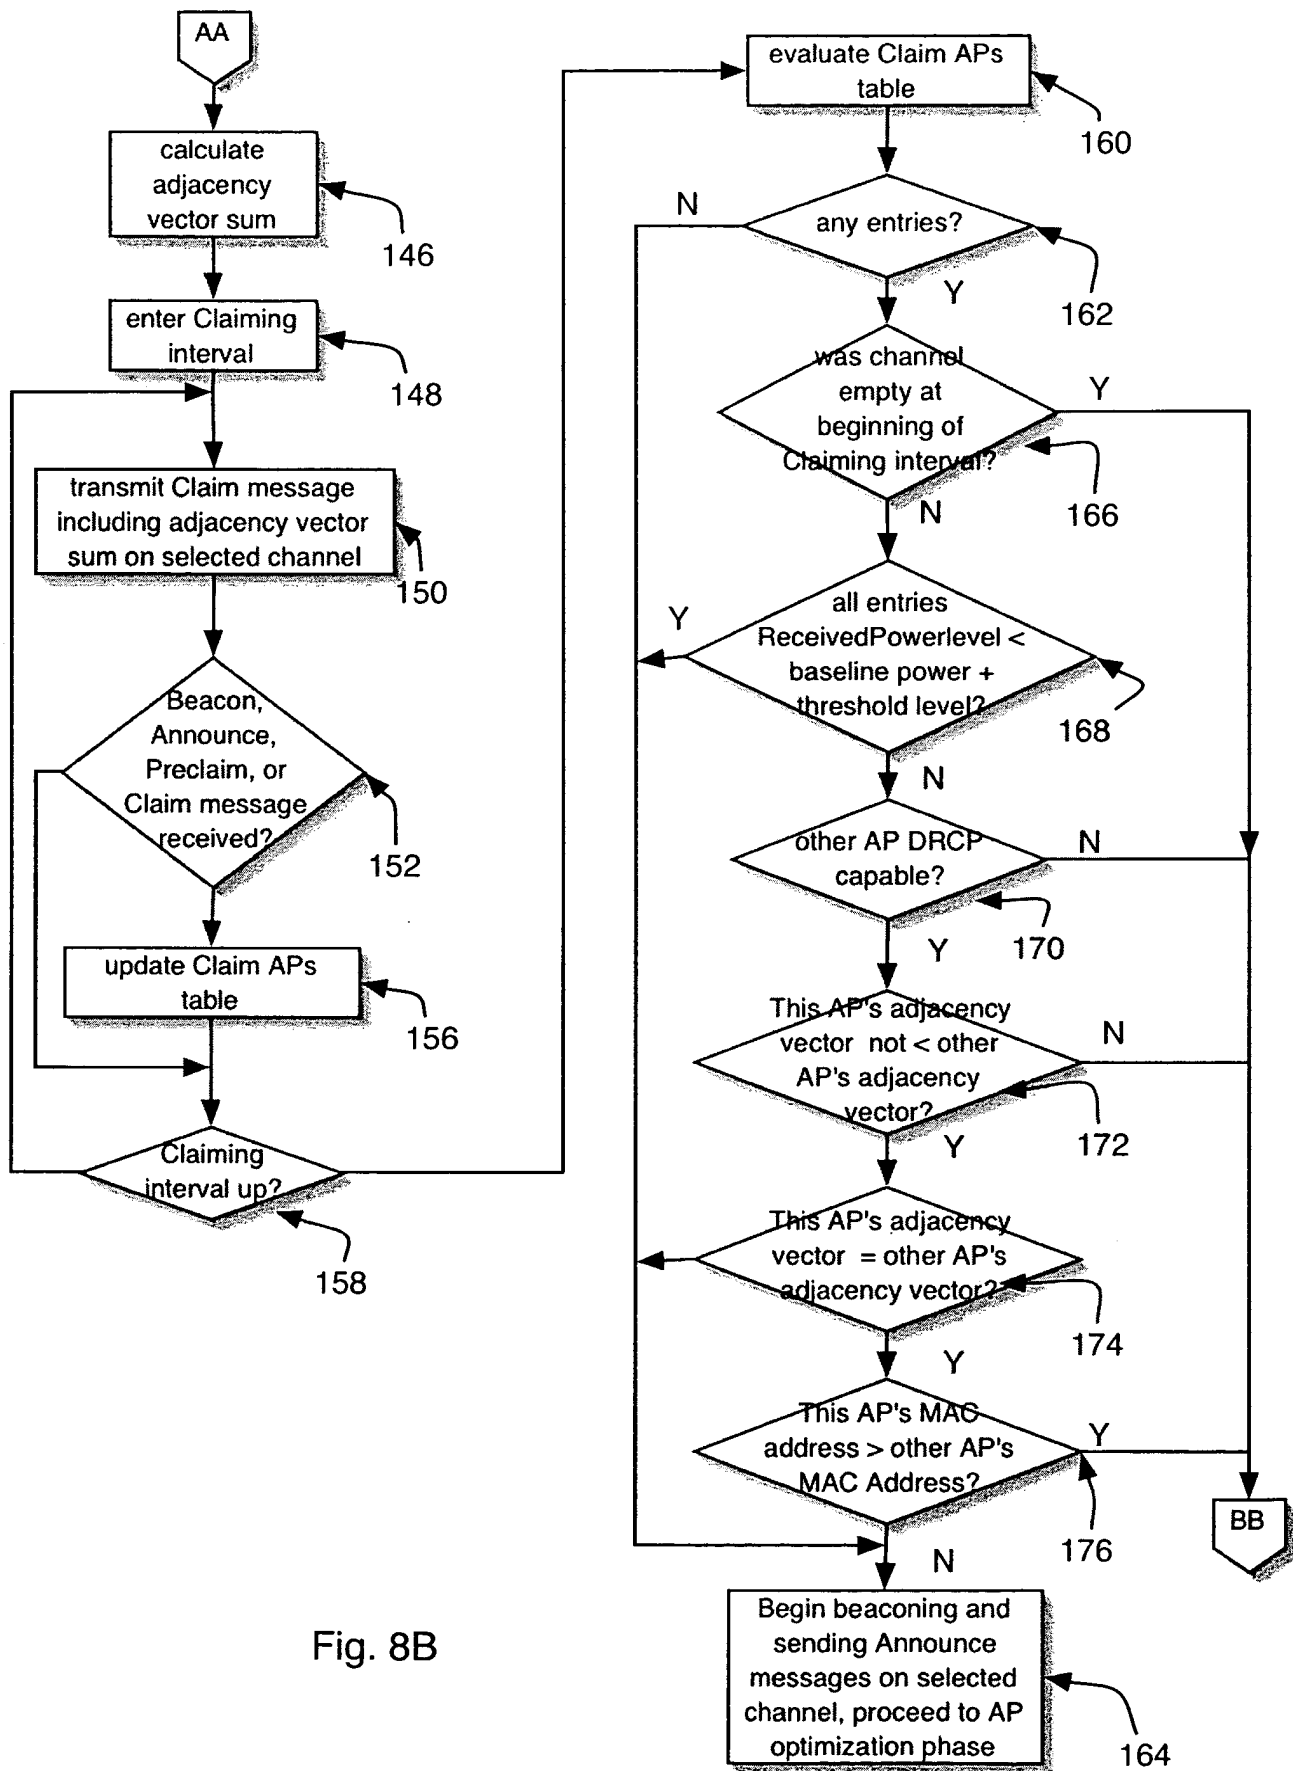 AA
calculate
adjacency
vector sum
146
enter Claiming
interval
148
transmit Claim message
including adjacency vector
sum on selected channel
150
Beacon,
Announce,
Preclaim, or
Claim message
received?
152
update Claim APs
table
156
Claiming
interval up?
158
evaluate Claim APs
table
160
N
any entries?
162
Y
was channel
empty at
beginning of
Claiming interval?
Y
166
N
all entries
ReceivedPowerlevel <
baseline power +
threshold level?
Y
168
N
other AP DRCP
capable?
N
170
Y
This AP's adjacency
vector not < other
AP's adjacency
vector?
N
172
Y
This AP's adjacency
vector = other AP's
adjacency vector?
174
Y
This AP's MAC
address > other AP's
MAC Address?
Y
176
BB
N
Begin beaconing and
sending Announce
messages on selected
channel, proceed to AP
optimization phase
164
Fig. 8B